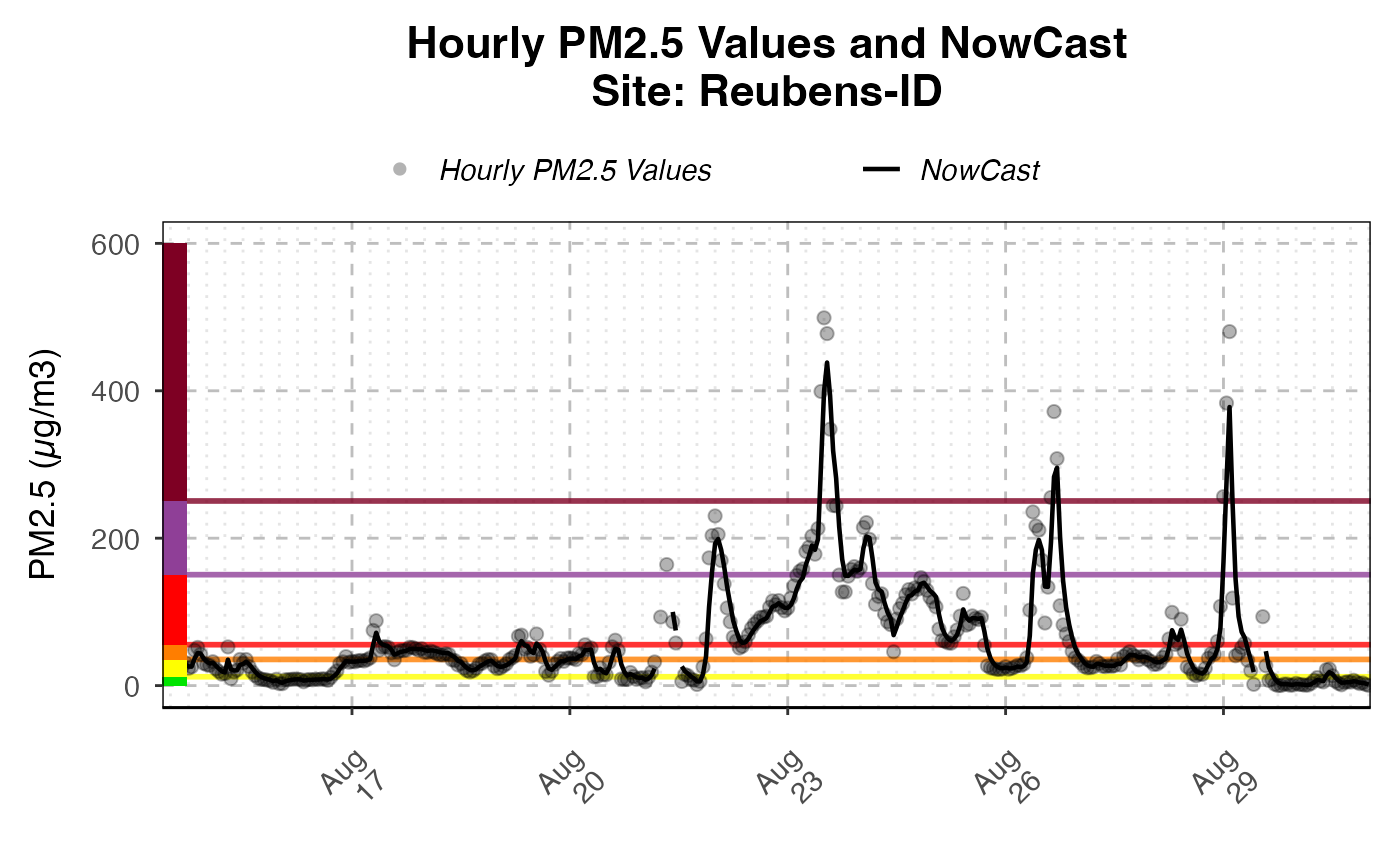 Hourly PM2.5 Values and NowCast
Site: Reubens-ID
Hourly PM2.5 Values
NowCast
PM2.5 (µg/m3)
600
400
200
0
Aug
17
Aug
20
Aug
23
Aug
26
Aug
29